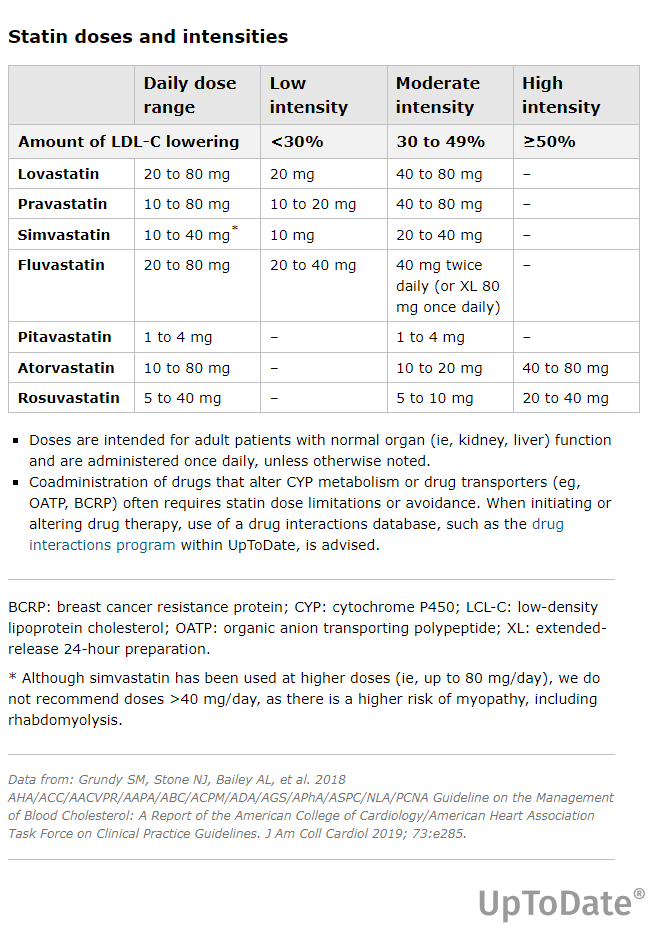 Statin doses and intensities
Daily dose range Low intensity Moderate intensity High intensity
Amount of LDL-C lowering <30% 30 to 49% ≥50%
Lovastatin 20 to 80 mg 20 mg 40 to 80 mg –
Pravastatin 10 to 80 mg 10 to 20 mg 40 to 80 mg –
Simvastatin 10 to 40 mg* 10 mg 20 to 40 mg –
Fluvastatin 20 to 80 mg 20 to 40 mg 40 mg twice daily (or XL 80 mg once daily) –
Pitavastatin 1 to 4 mg – 1 to 4 mg –
Atorvastatin 10 to 80 mg – 10 to 20 mg 40 to 80 mg
Rosuvastatin 5 to 40 mg – 5 to 10 mg 20 to 40 mg
▪ Doses are intended for adult patients with normal organ (ie, kidney, liver) function
and are administered once daily, unless otherwise noted.
▪ Coadministration of drugs that alter CYP metabolism or drug transporters (eg,
OATP, BCRP) often requires statin dose limitations or avoidance. When initiating or
altering drug therapy, use of a drug interactions database, such as the drug
interactions program within UpToDate, is advised.
BCRP: breast cancer resistance protein; CYP: cytochrome P450; LCL-C: low-density
lipoprotein cholesterol; OATP: organic anion transporting polypeptide; XL: extended-
release 24-hour preparation.
* Although simvastatin has been used at higher doses (ie, up to 80 mg/day), we do
not recommend doses >40 mg/day, as there is a higher risk of myopathy, including
rhabdomyolysis.
Data from: Grundy SM, Stone NJ, Bailey AL, et al. 2018
AHA/ACC/AACVPR/AAPA/ABC/ACPM/ADA/AGS/APhA/ASPC/NLA/PCNA Guideline on the Management
of Blood Cholesterol: A Report of the American College of Cardiology/American Heart Association
Task Force on Clinical Practice Guidelines. J Am Coll Cardiol 2019; 73:e285.
UpToDate®